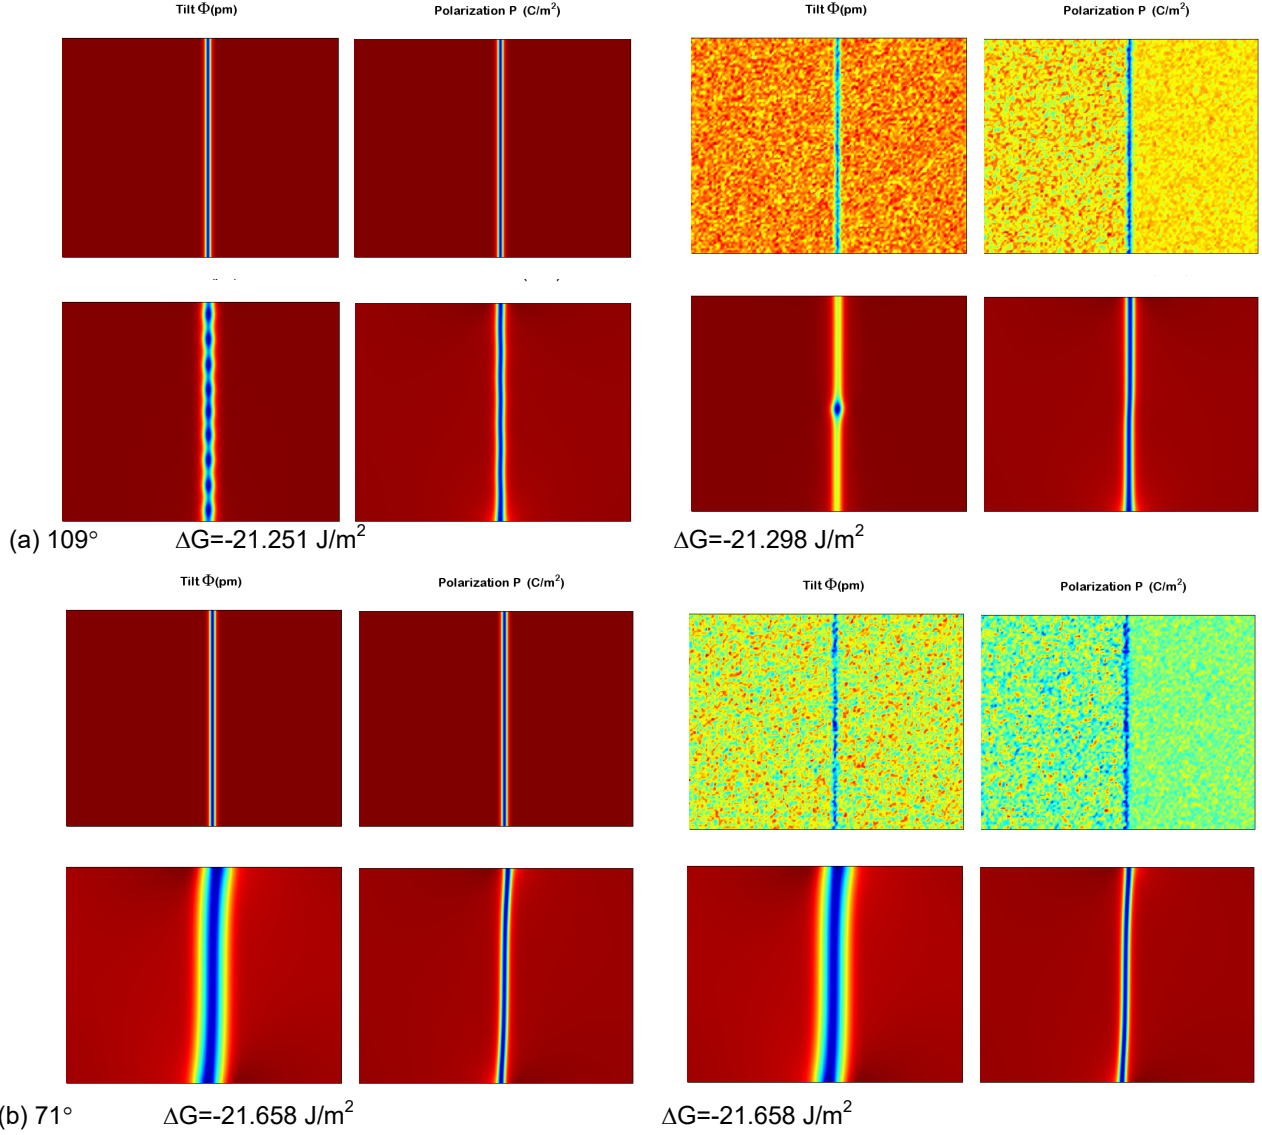 Tilt Φ(pm) Polarization P (C/m²) Tilt Φ(pm) Polarization P (C/m²)
(a) 109° ΔG=-21.251 J/m² ΔG=-21.298 J/m²
Tilt Φ(pm) Polarization P (C/m²) Tilt Φ(pm) Polarization P (C/m²)
(b) 71° ΔG=-21.658 J/m² ΔG=-21.658 J/m²